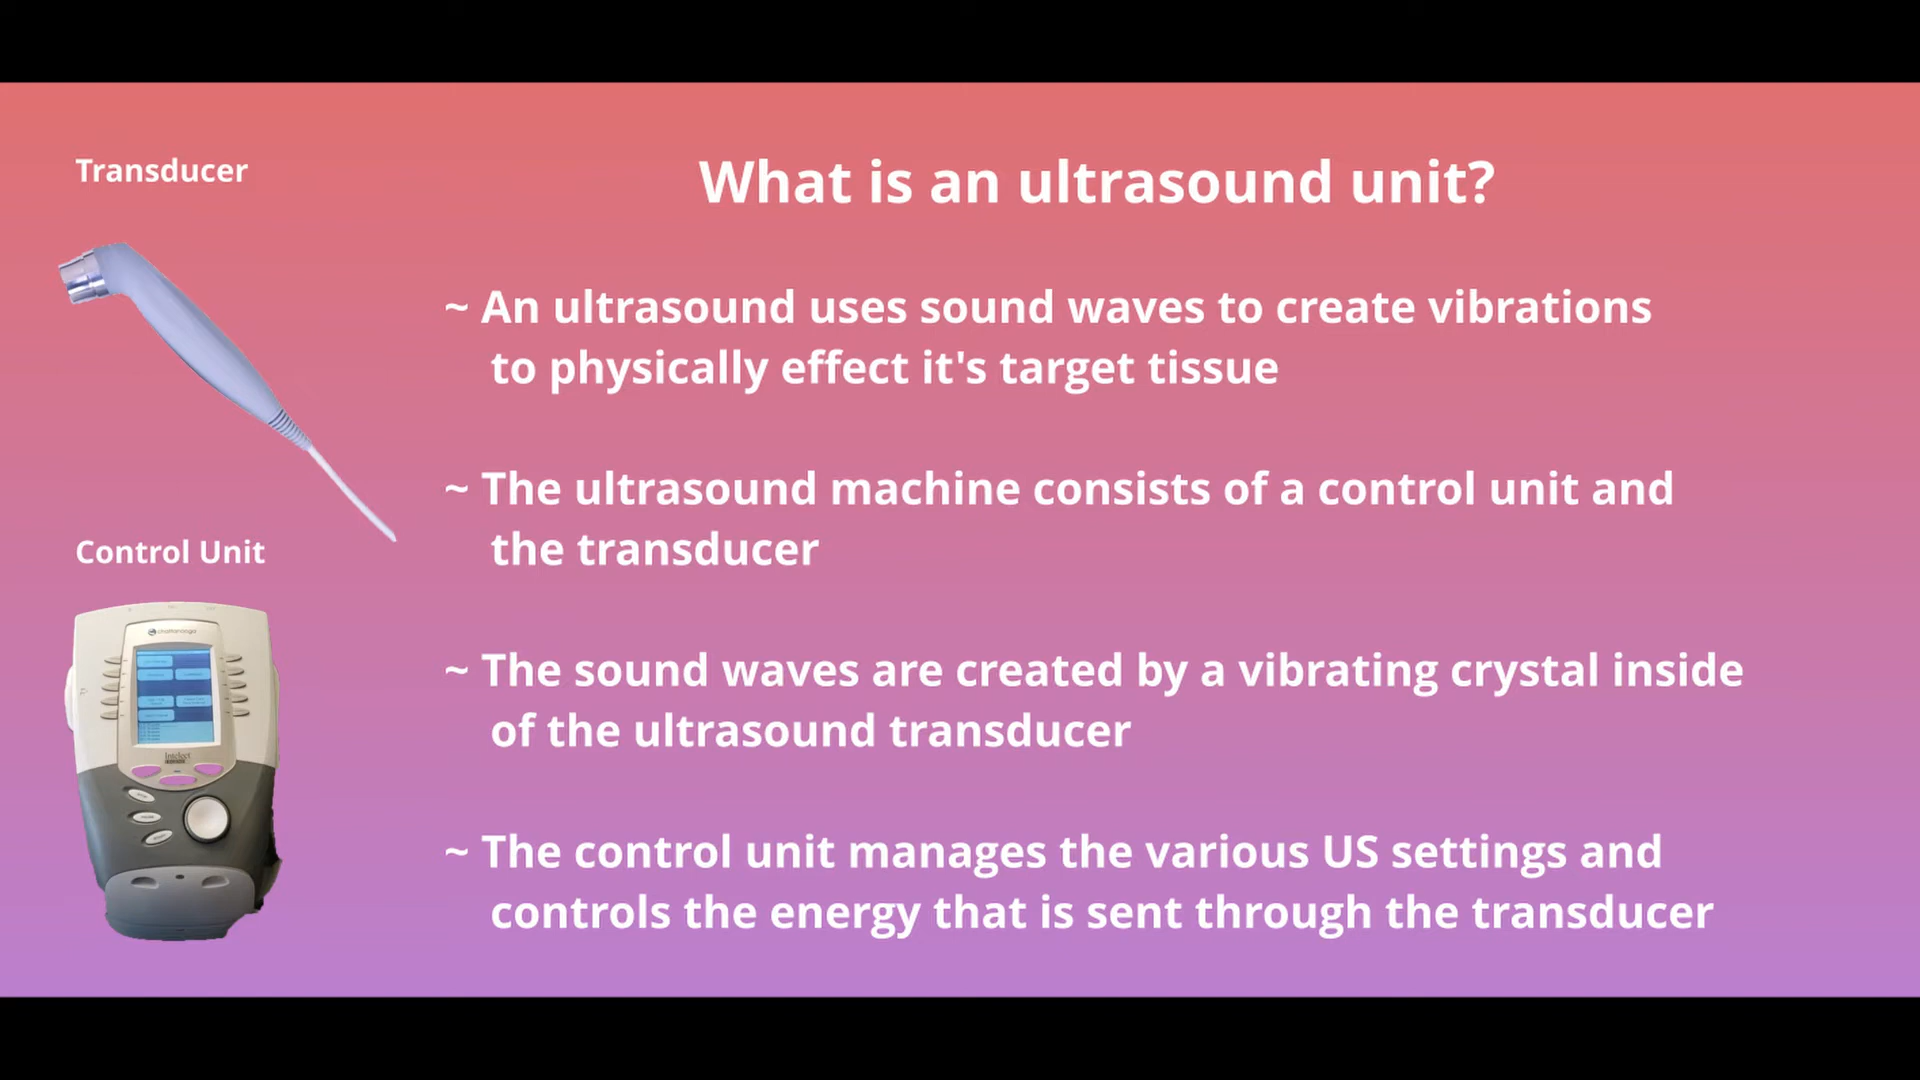 Transducer
What is an ultrasound unit?
~ An ultrasound uses sound waves to create vibrations
to physically effect it's target tissue
~ The ultrasound machine consists of a control unit and
the transducer
Control Unit
~ The sound waves are created by a vibrating crystal inside
of the ultrasound transducer
~ The control unit manages the various US settings and
controls the energy that is sent through the transducer
chattanooga
Intelect